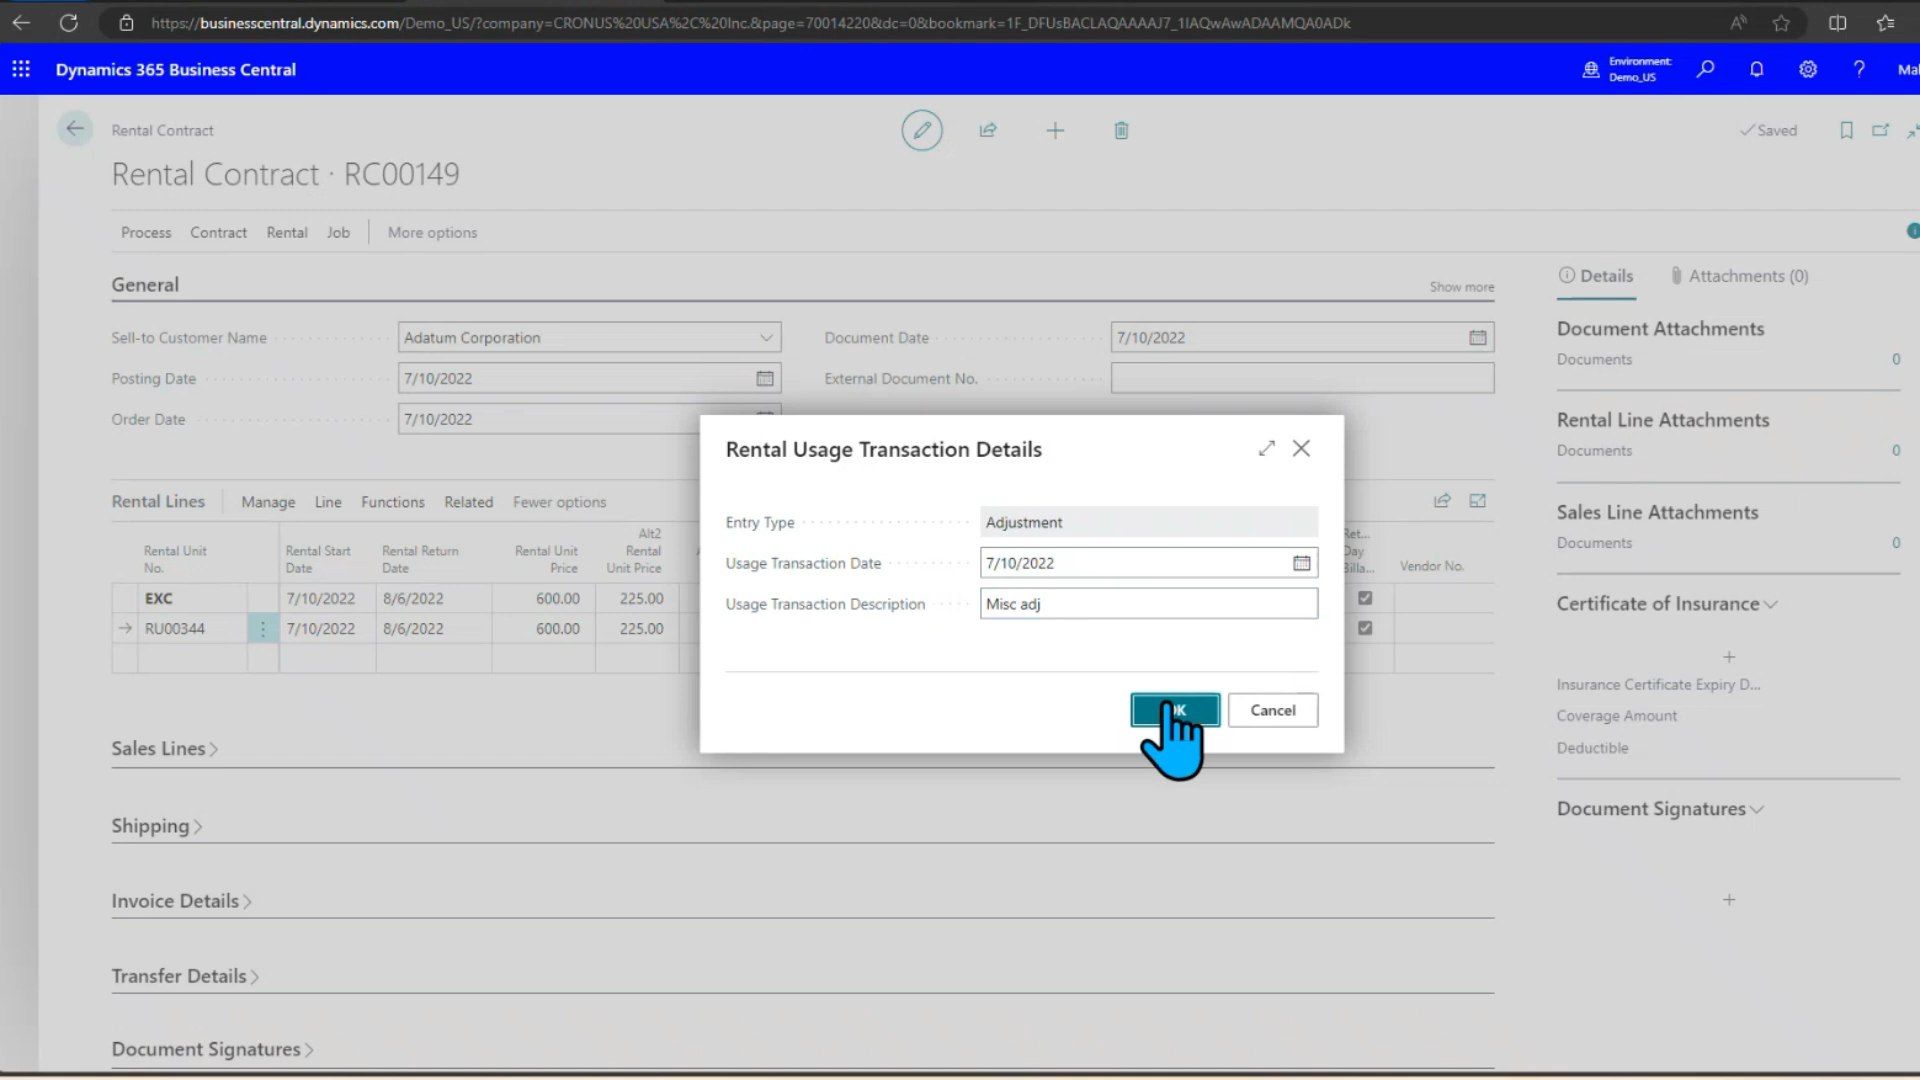 https://businesscentral.dynamics.com/Demo_US/?company=CRONUS%20USA%2C%20Inc.&page=70014220&dc=0&bookmark=1F_DFUsBACLAQAAAAJ7_1IAQwAwADAAMQA0ADk
Dynamics 365 Business Central
Environment:
Demo_US
Mal
Rental Contract
Saved
Rental Contract · RC00149
Process Contract Rental Job More options
General
Show more
Sell-to Customer Name Adatum Corporation
Document Date 7/10/2022
Posting Date 7/10/2022
External Document No.
Order Date 7/10/2022
Rental Lines Manage Line Functions Related Fewer options
Rental Unit
No.
Rental Start
Date
Rental Return
Date
Rental Unit
Price
Alt2
Rental
Unit Price
Ret...
Day
Billa...
Vendor No.
EXC 7/10/2022 8/6/2022 600.00 225.00
RU00344 7/10/2022 8/6/2022 600.00 225.00
Rental Usage Transaction Details
Entry Type Adjustment
Usage Transaction Date 7/10/2022
Usage Transaction Description Misc adj
Cancel
Sales Lines
Shipping
Invoice Details
Transfer Details
Document Signatures
Details Attachments (0)
Document Attachments
Documents 0
Rental Line Attachments
Documents 0
Sales Line Attachments
Documents 0
Certificate of Insurance
Insurance Certificate Expiry D...
Coverage Amount
Deductible
Document Signatures